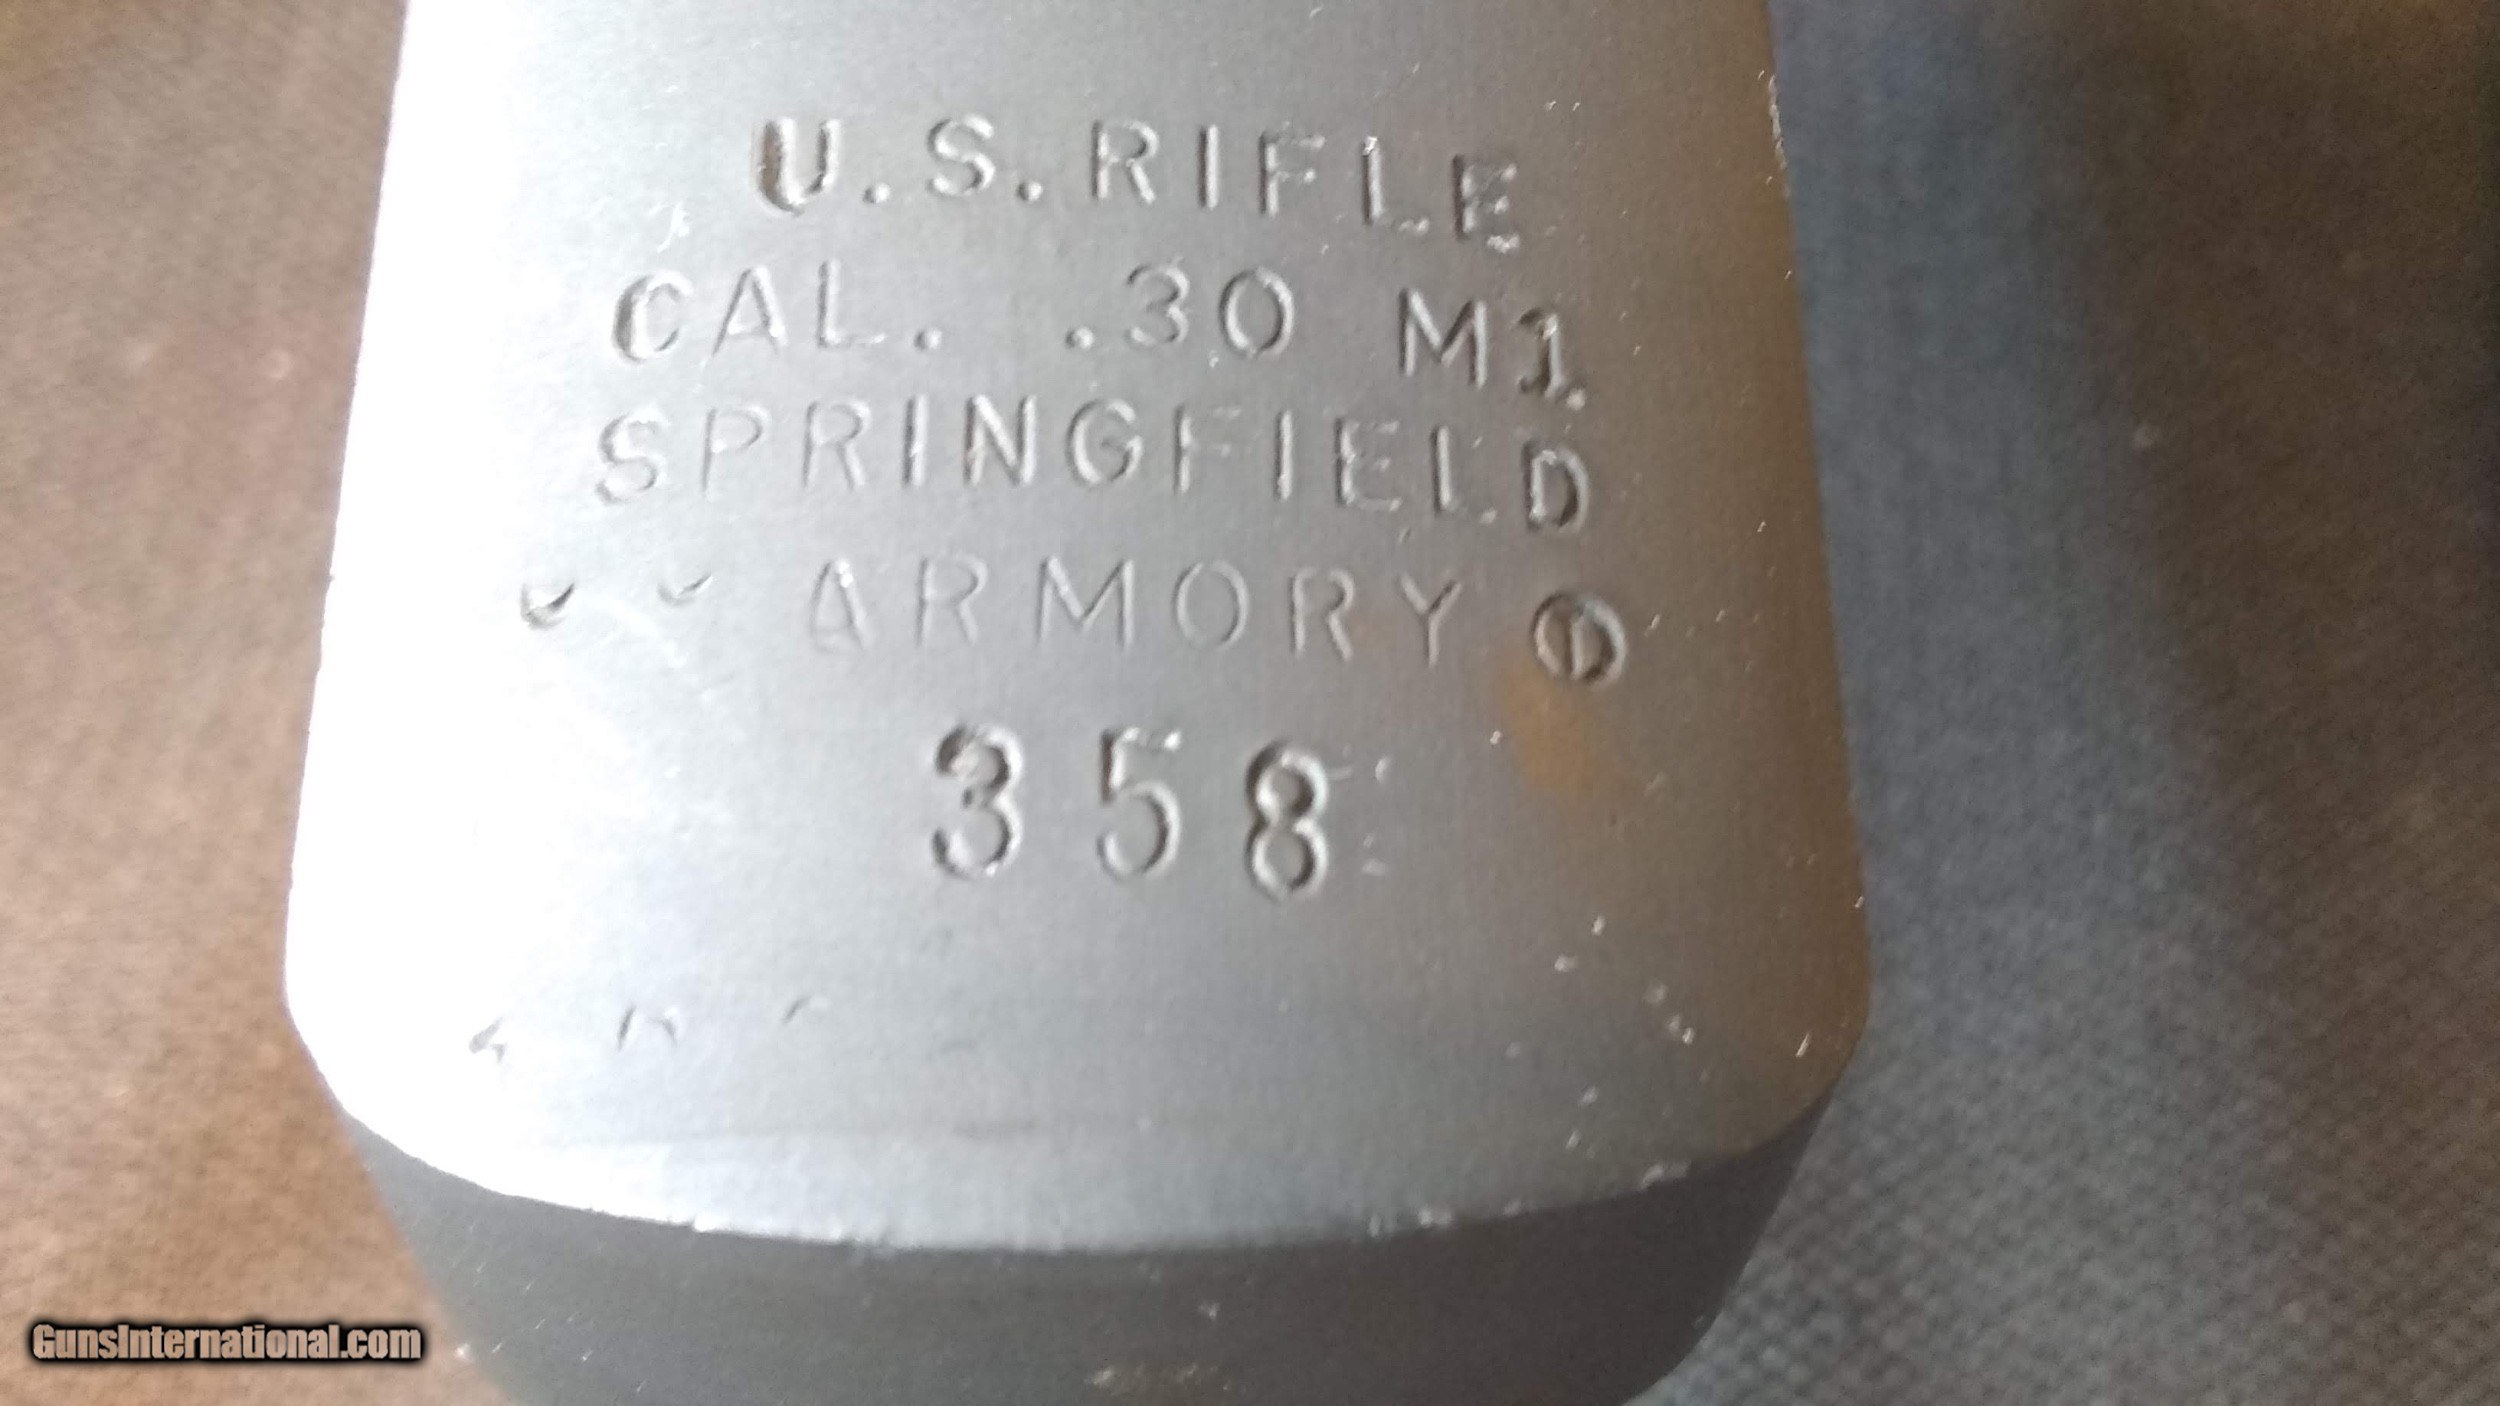 U.S. RIFLE
CAL. .30 M1.
SPRINGFIELD
ARMORY
358
GunsInternational.com